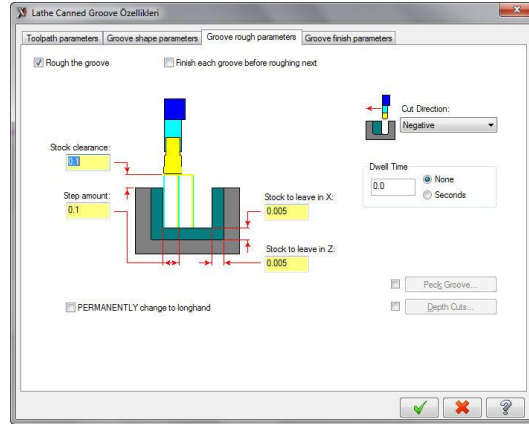 Lathe Canned Groove Özellikleri
Toolpath parameters
Groove shape parameters
Groove rough parameters
Groove finish parameters
Rough the groove
Finish each groove before roughing next
Cut Direction:
Negative
Stock clearance:
0.1
Dwell Time
0.0
None
Seconds
Step amount:
0.1
Stock to leave in X:
0.005
Stock to leave in Z:
0.005
Peck Groove...
PERMANENTLY change to longhand
Depth Cuts...